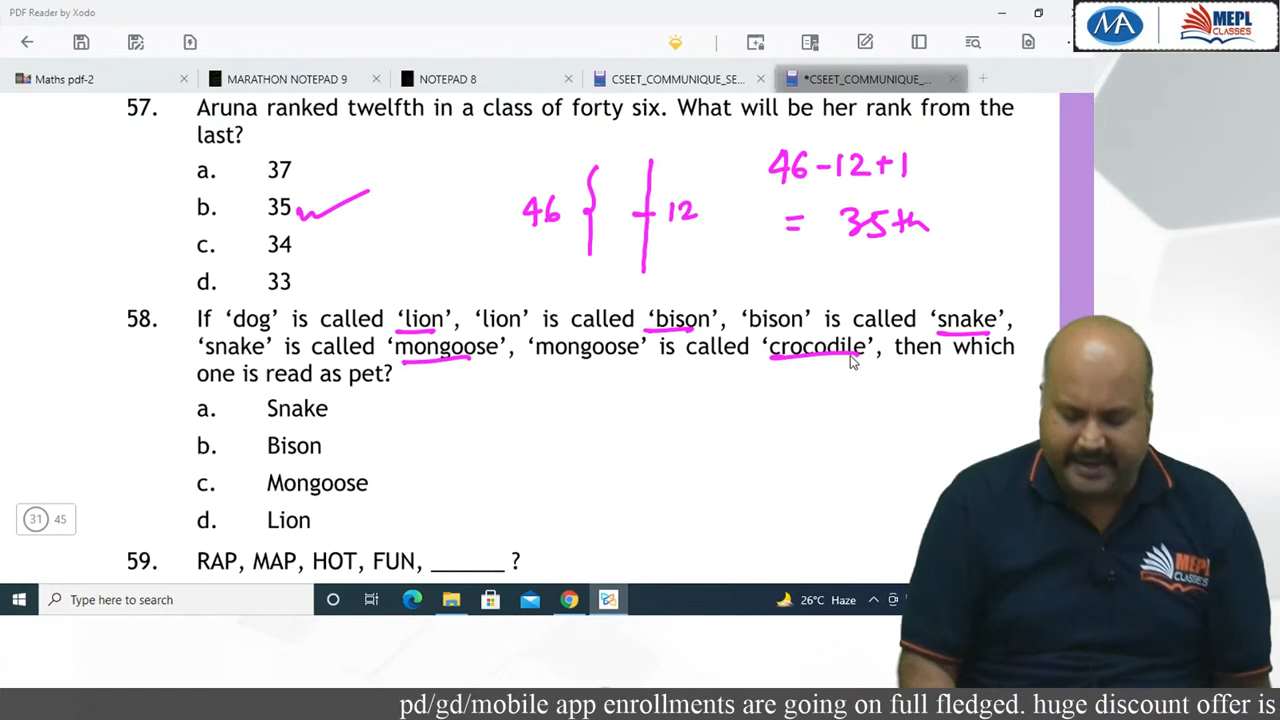 PDF Reader by Xodo
MA MEPL CLASSES
Maths pdf-2
MARATHON NOTEPAD 9
NOTEPAD 8
CSEET_COMMUNIQUE_SE...
*CSEET_COMMUNIQUE_...
57. Aruna ranked twelfth in a class of forty six. What will be her rank from the
last?
a. 37
b. 35
c. 34
d. 33
46 12
46-12+1
= 35th
58. If ‘dog’ is called ‘lion’, ‘lion’ is called ‘bison’, ‘bison’ is called ‘snake’,
‘snake’ is called ‘mongoose’, ‘mongoose’ is called ‘crocodile’, then which
one is read as pet?
a. Snake
b. Bison
c. Mongoose
d. Lion
31 45
59. RAP, MAP, HOT, FUN, ______ ?
Type here to search
26°C Haze
MEPL
CLASSES
pd/gd/mobile app enrollments are going on full fledged. huge discount offer is